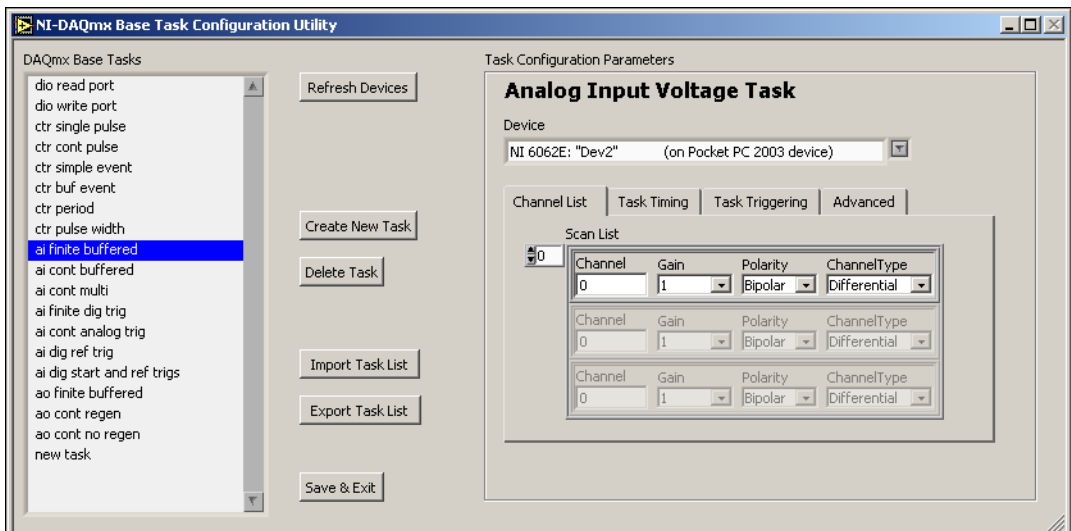 NI-DAQmx Base Task Configuration Utility
DAQmx Base Tasks
dio read port
dio write port
ctr single pulse
ctr cont pulse
ctr simple event
ctr buf event
ctr period
ctr pulse width
ai finite buffered
ai cont buffered
ai cont multi
ai finite dig trig
ai cont analog trig
ai dig ref trig
ai dig start and ref trigs
ao finite buffered
ao cont regen
ao cont no regen
new task
Refresh Devices
Create New Task
Delete Task
Import Task List
Export Task List
Save & Exit
Task Configuration Parameters
Analog Input Voltage Task
Device
NI 6062E: "Dev2" (on Pocket PC 2003 device)
Channel List Task Timing Task Triggering Advanced
Scan List
0
Channel Gain Polarity ChannelType
0 1 Bipolar Differential
Channel Gain Polarity ChannelType
0 1 Bipolar Differential
Channel Gain Polarity ChannelType
0 1 Bipolar Differential